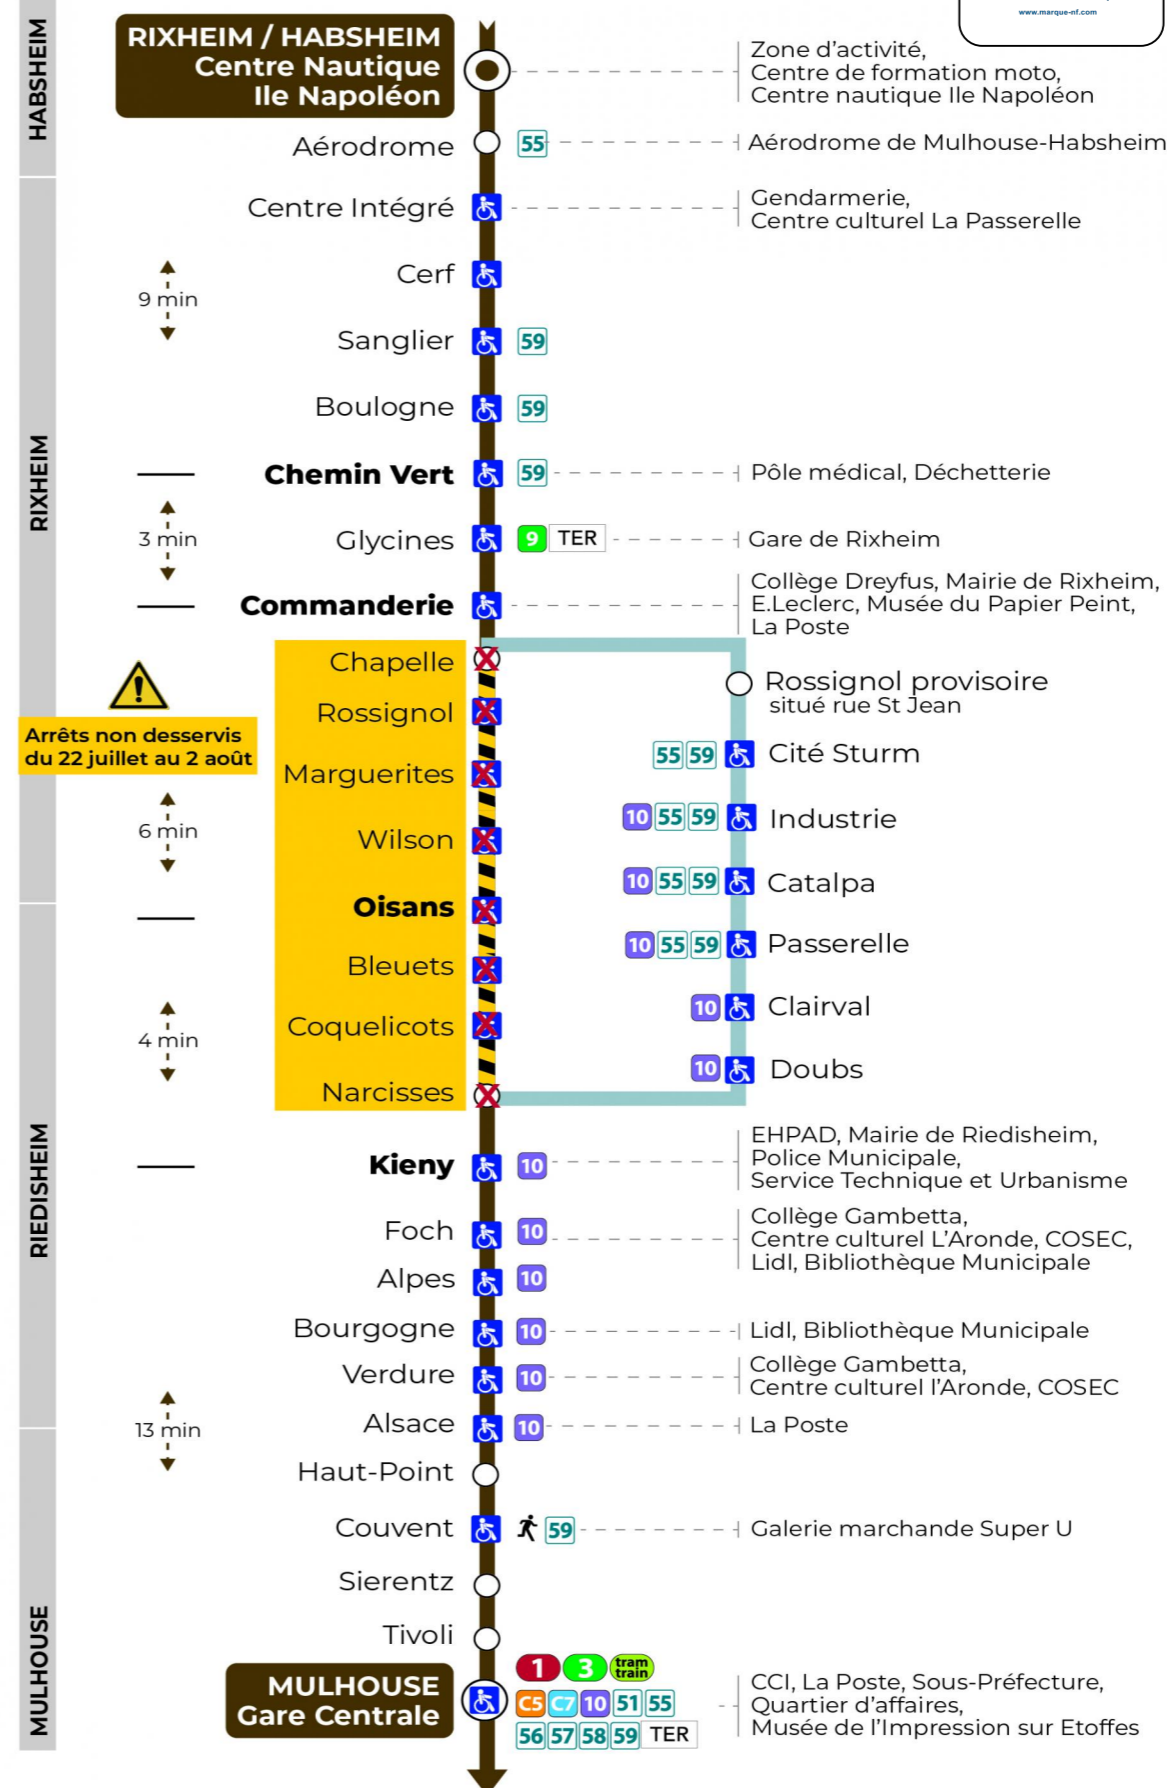 www.marque-nf.com
HABSHEIM
RIXHEIM / HABSHEIM
Centre Nautique
Ile Napoléon
Zone d'activité,
Centre de formation moto,
Centre nautique Ile Napoléon
Aérodrome 55 Aérodrome de Mulhouse-Habsheim
RIXHEIM
Centre Intégré
Gendarmerie,
Centre culturel La Passerelle
Cerf
9 min
Sanglier 59
Boulogne 59
Chemin Vert 59 Pôle médical, Déchetterie
3 min
Glycines 9 TER Gare de Rixheim
Commanderie
Collège Dreyfus, Mairie de Rixheim,
E.Leclerc, Musée du Papier Peint,
La Poste
Chapelle
Rossignol
Marguerites
Wilson
Oisans
Bleuets
Coquelicots
Narcisses
Arrêts non desservis
du 22 juillet au 2 août
6 min
4 min
Rossignol provisoire
situé rue St Jean
55 59 Cité Sturm
10 55 59 Industrie
10 55 59 Catalpa
10 55 59 Passerelle
10 Clairval
10 Doubs
RIEDISHEIM
Kieny 10
EHPAD, Mairie de Riedisheim,
Police Municipale,
Service Technique et Urbanisme
Foch 10
Collège Gambetta,
Centre culturel L'Aronde, COSEC,
Lidl, Bibliothèque Municipale
Alpes 10
Bourgogne 10 Lidl, Bibliothèque Municipale
Verdure 10
Collège Gambetta,
Centre culturel l'Aronde, COSEC
13 min
Alsace 10 La Poste
MULHOUSE
Haut-Point
Couvent 59 Galerie marchande Super U
Sierentz
Tivoli
MULHOUSE
Gare Centrale
1 3 tram
train
C5 C7 10 51 55
56 57 58 59 TER
CCI, La Poste, Sous-Préfecture,
Quartier d'affaires,
Musée de l'Impression sur Etoffes